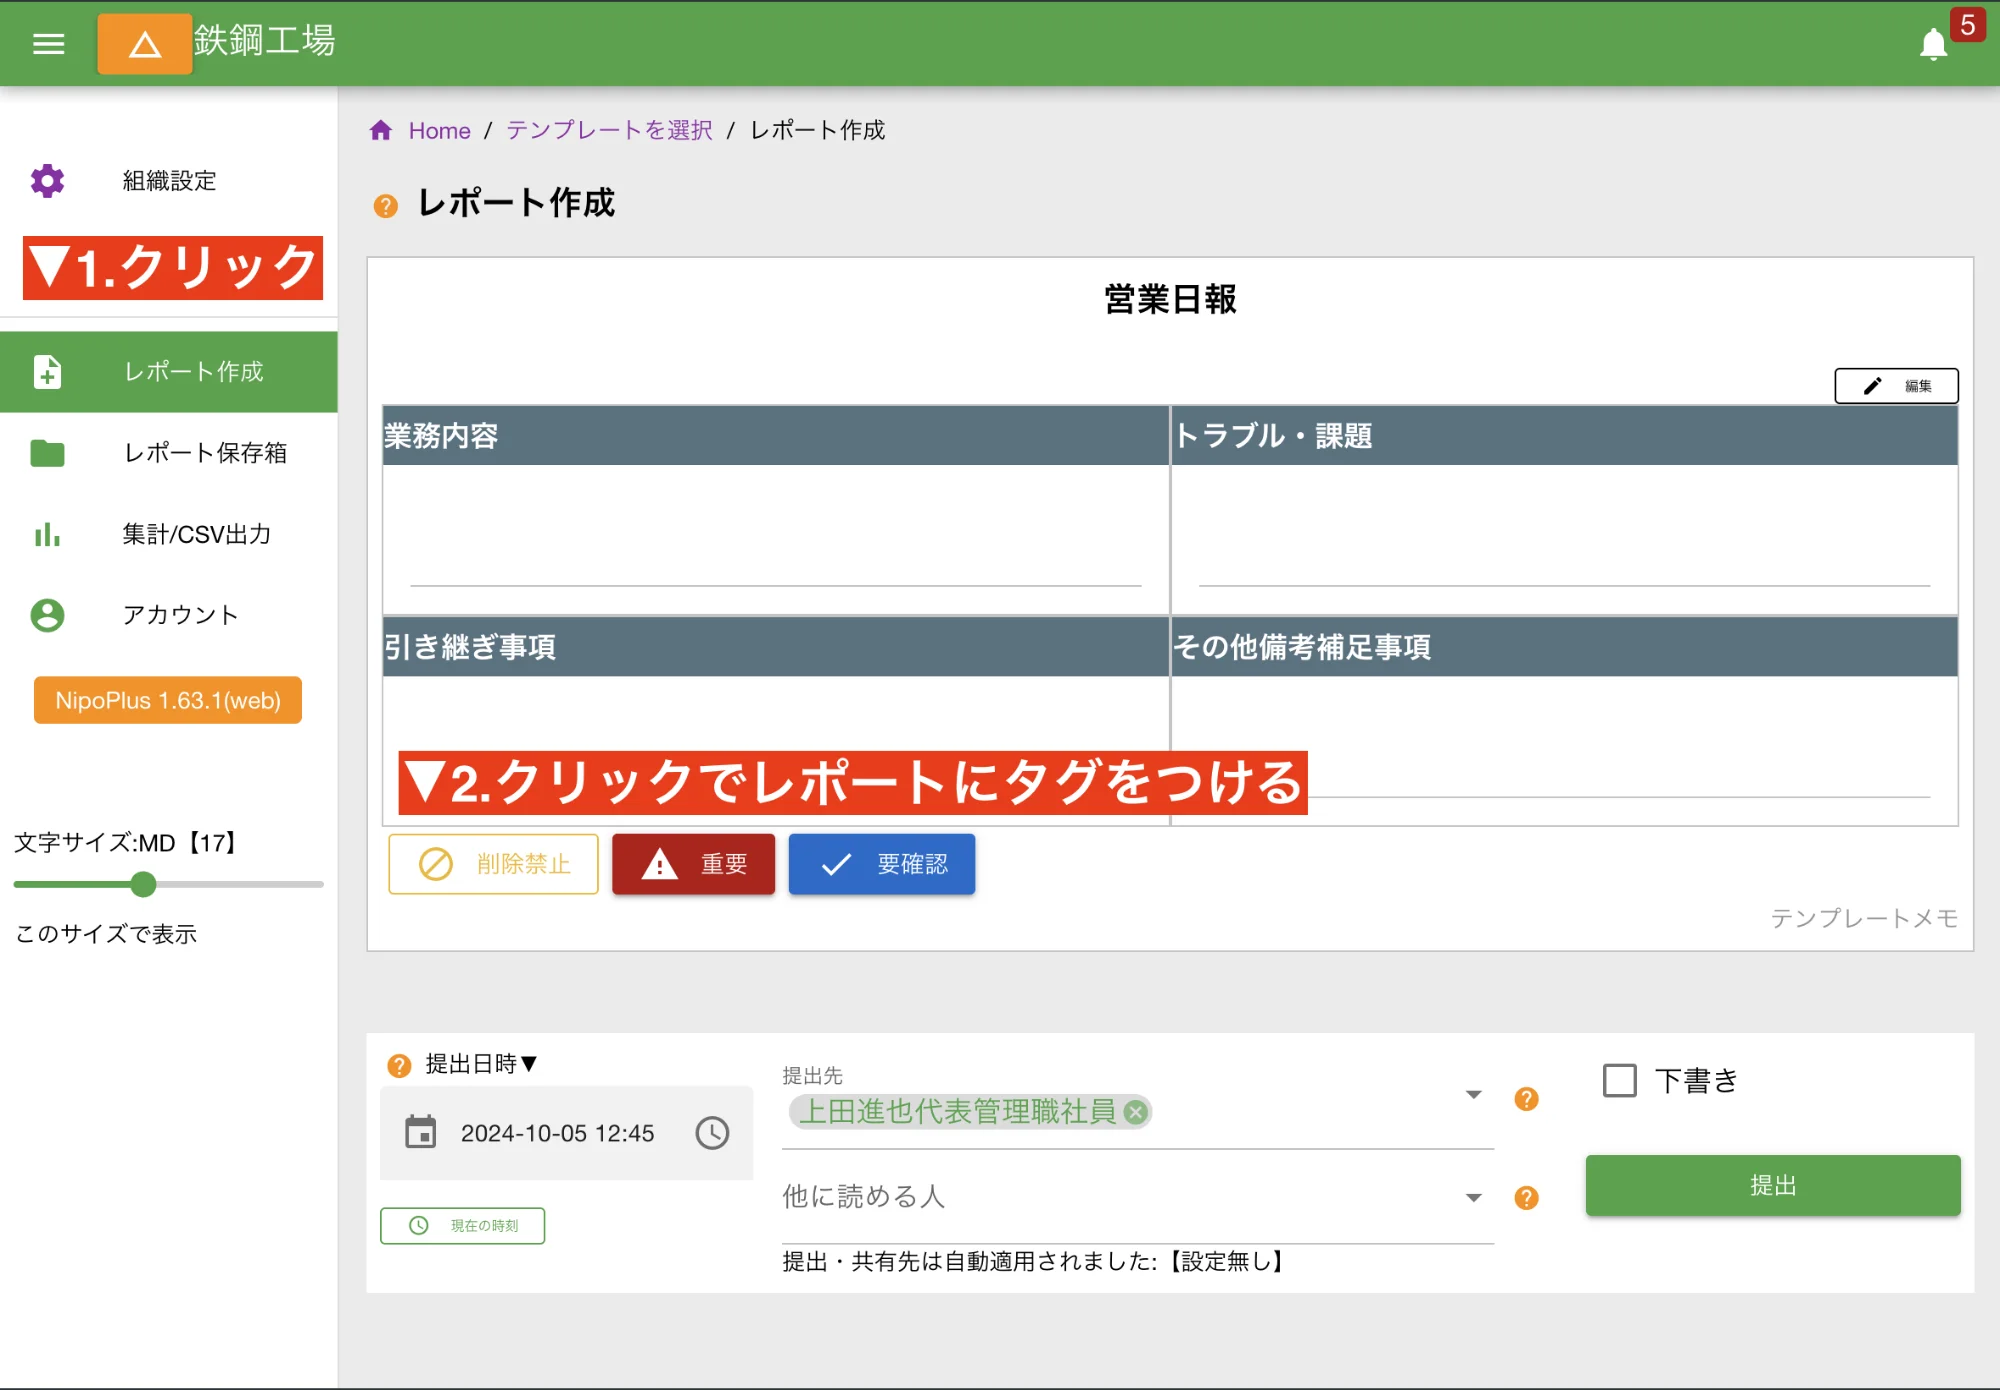 鉄鋼工場
5
Home / テンプレートを選択 / レポート作成
組織設定
レポート作成
▼1.クリック
営業日報
レポート作成
編集
業務内容
トラブル・課題
レポート保存箱
集計/CSV出力
アカウント
引き継ぎ事項
その他備考補足事項
NipoPlus 1.63.1(web)
▼2.クリックでレポートにタグをつける
文字サイズ:MD【17】
削除禁止
重要
要確認
このサイズで表示
テンプレートメモ
提出日時▼
2024-10-05 12:45
現在の時刻
提出先
上田進也代表管理職社員
他に読める人
提出・共有先は自動適用されました:【設定無し】
下書き
提出